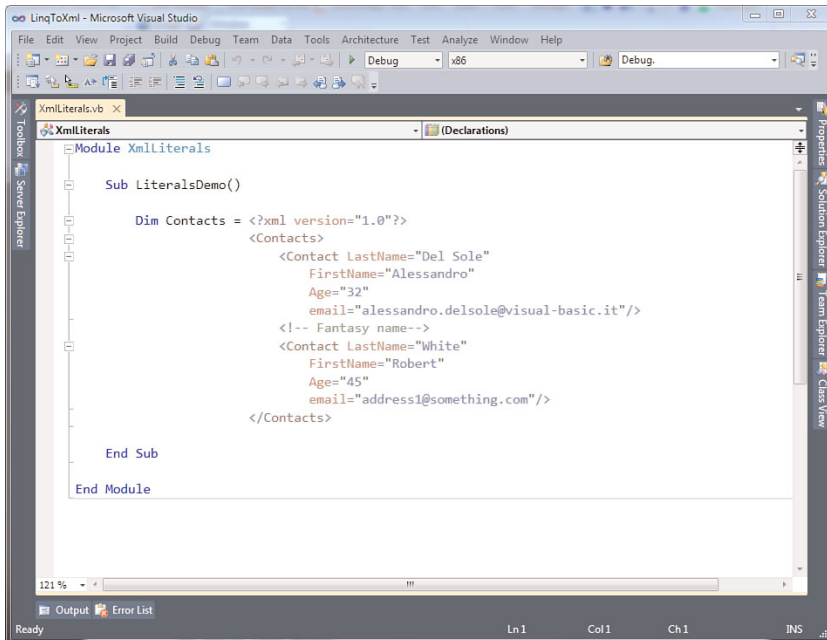 LinqToXml - Microsoft Visual Studio
File Edit View Project Build Debug Team Data Tools Architecture Test Analyze Window Help
Debug x86 Debug.
XmlLiterals.vb
XmlLiterals (Declarations)
Module XmlLiterals
Sub LiteralsDemo()
Dim Contacts = <?xml version="1.0"?>
<Contacts>
<Contact LastName="Del Sole"
FirstName="Alessandro"
Age="32"
email="alessandro.delsole@visual-basic.it"/>
<!-- Fantasy name-->
<Contact LastName="White"
FirstName="Robert"
Age="45"
email="address1@something.com"/>
</Contacts>
End Sub
End Module
Toolbox
Server Explorer
Properties
Solution Explorer
Team Explorer
Class View
121 %
Output Error List
Ready Ln 1 Col 1 Ch 1 INS